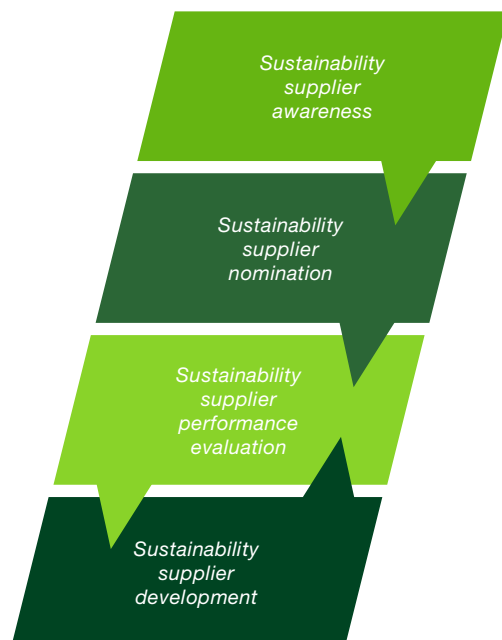 Sustainability
supplier
awareness
Sustainability
supplier
nomination
Sustainability
supplier
performance
evaluation
Sustainability
supplier
development